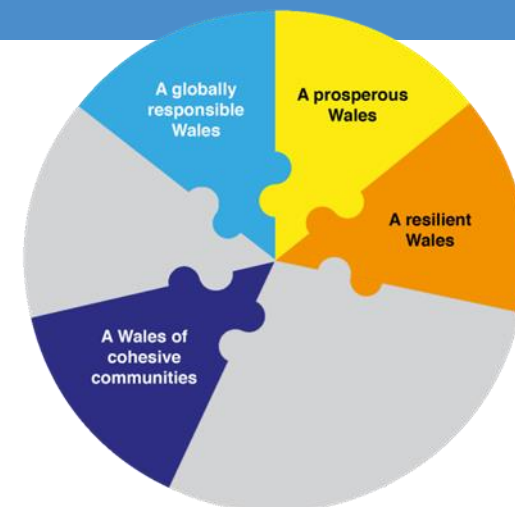 A globally
responsible
Wales
A prosperous
Wales
A resilient
Wales
A Wales of
cohesive
communities